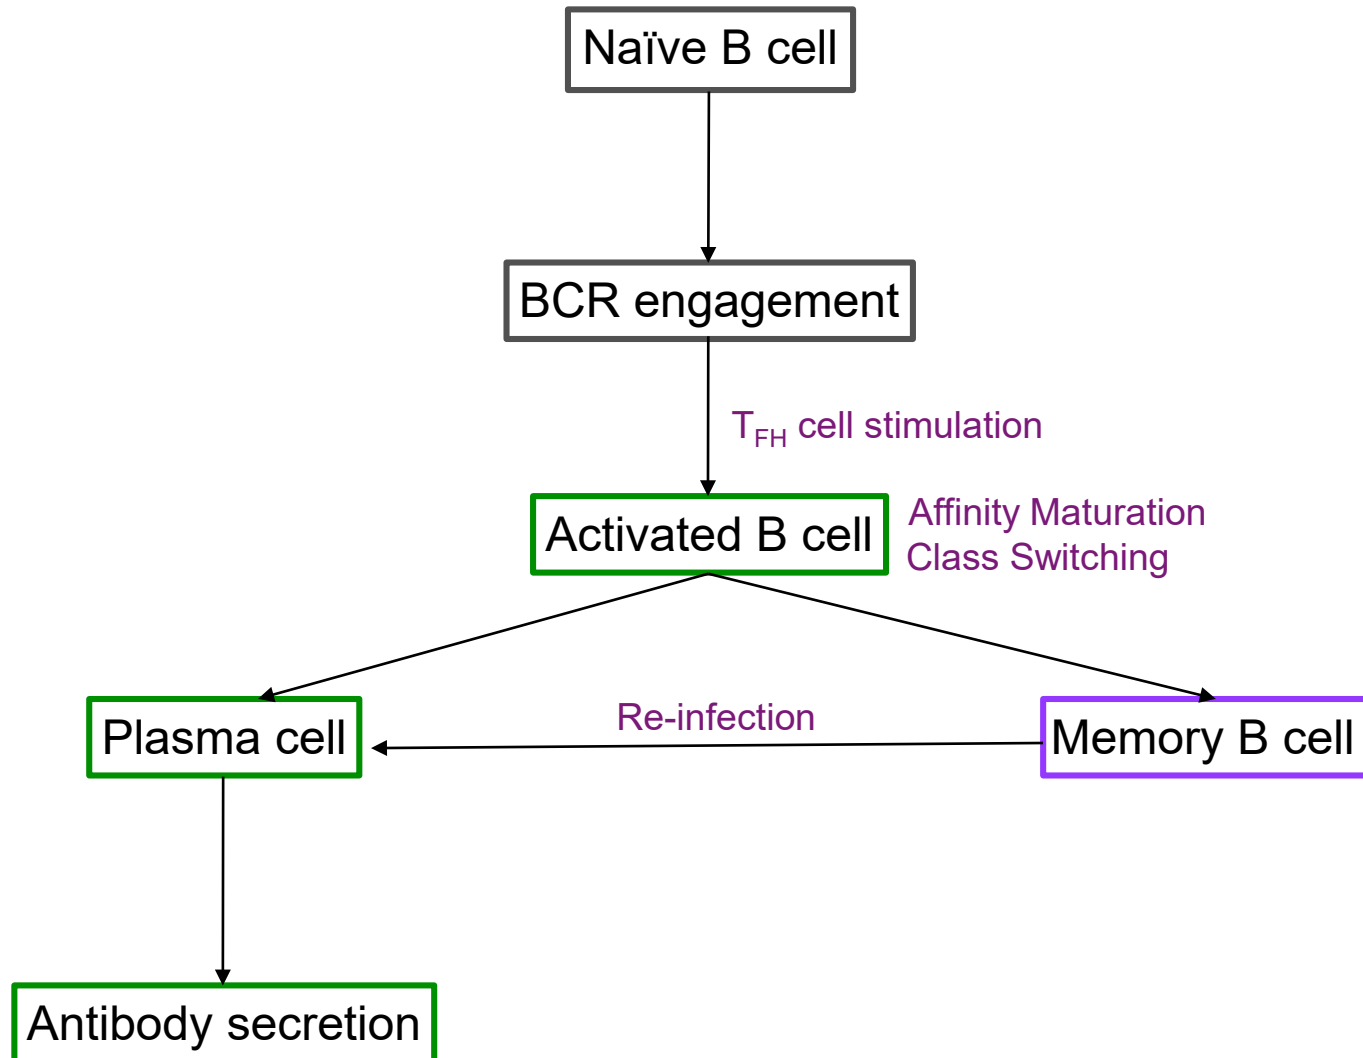 Naïve B cell
BCR engagement
TFH cell stimulation
Activated B cell
Affinity Maturation
Class Switching
Plasma cell
Re-infection
Memory B cell
Antibody secretion